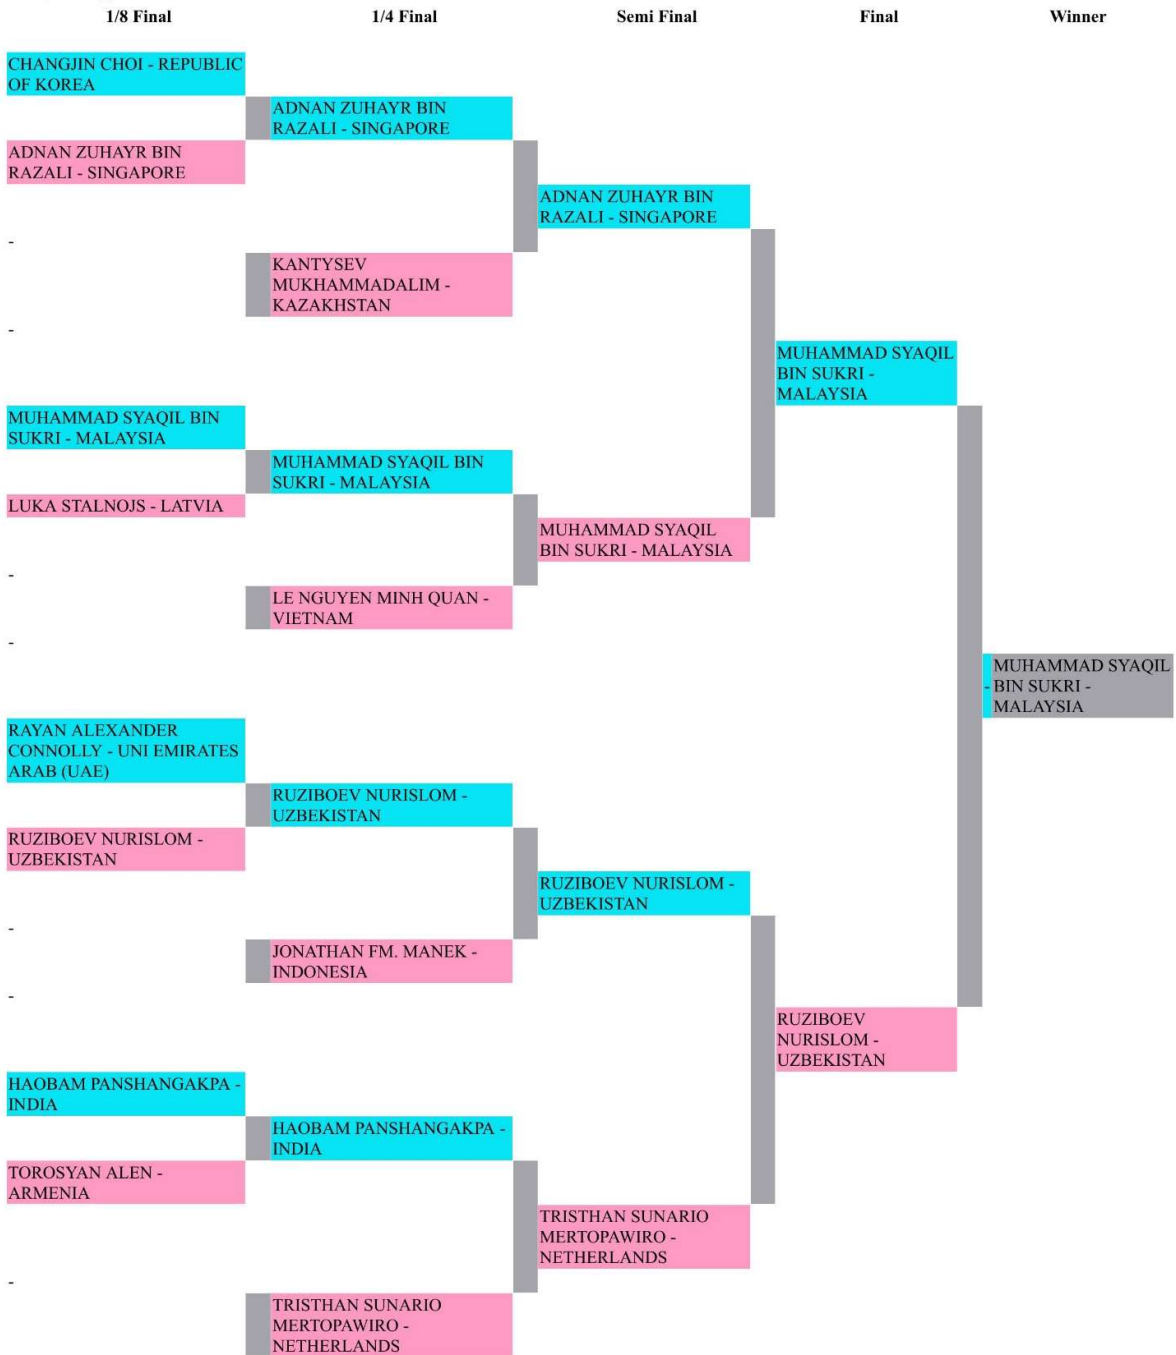 1/8 Final
1/4 Final
Semi Final
Final
Winner
CHANGJIN CHOI - REPUBLIC
OF KOREA
ADNAN ZUHAYR BIN
RAZALI - SINGAPORE
ADNAN ZUHAYR BIN
RAZALI - SINGAPORE
ADNAN ZUHAYR BIN
RAZALI - SINGAPORE
-
KANTYSEV
MUKHAMMADALIM -
KAZAKHSTAN
-
MUHAMMAD SYAQIL
BIN SUKRI -
MALAYSIA
MUHAMMAD SYAQIL BIN
SUKRI - MALAYSIA
MUHAMMAD SYAQIL BIN
SUKRI - MALAYSIA
LUKA STALNOJS - LATVIA
MUHAMMAD SYAQIL
BIN SUKRI - MALAYSIA
-
LE NGUYEN MINH QUAN -
VIETNAM
-
-
MUHAMMAD SYAQIL
BIN SUKRI -
MALAYSIA
RAYAN ALEXANDER
CONNOLLY - UNI EMIRATES
ARAB (UAE)
RUZIBOEV NURISLOM -
UZBEKISTAN
RUZIBOEV NURISLOM -
UZBEKISTAN
RUZIBOEV NURISLOM -
UZBEKISTAN
-
JONATHAN FM. MANEK -
INDONESIA
-
RUZIBOEV
NURISLOM -
UZBEKISTAN
HAOBAM PANSHANGAKPA -
INDIA
HAOBAM PANSHANGAKPA -
INDIA
TOROSYAN ALEN -
ARMENIA
TRISTHAN SUNARIO
MERTOPAWIRO -
NETHERLANDS
-
TRISTHAN SUNARIO
MERTOPAWIRO -
NETHERLANDS